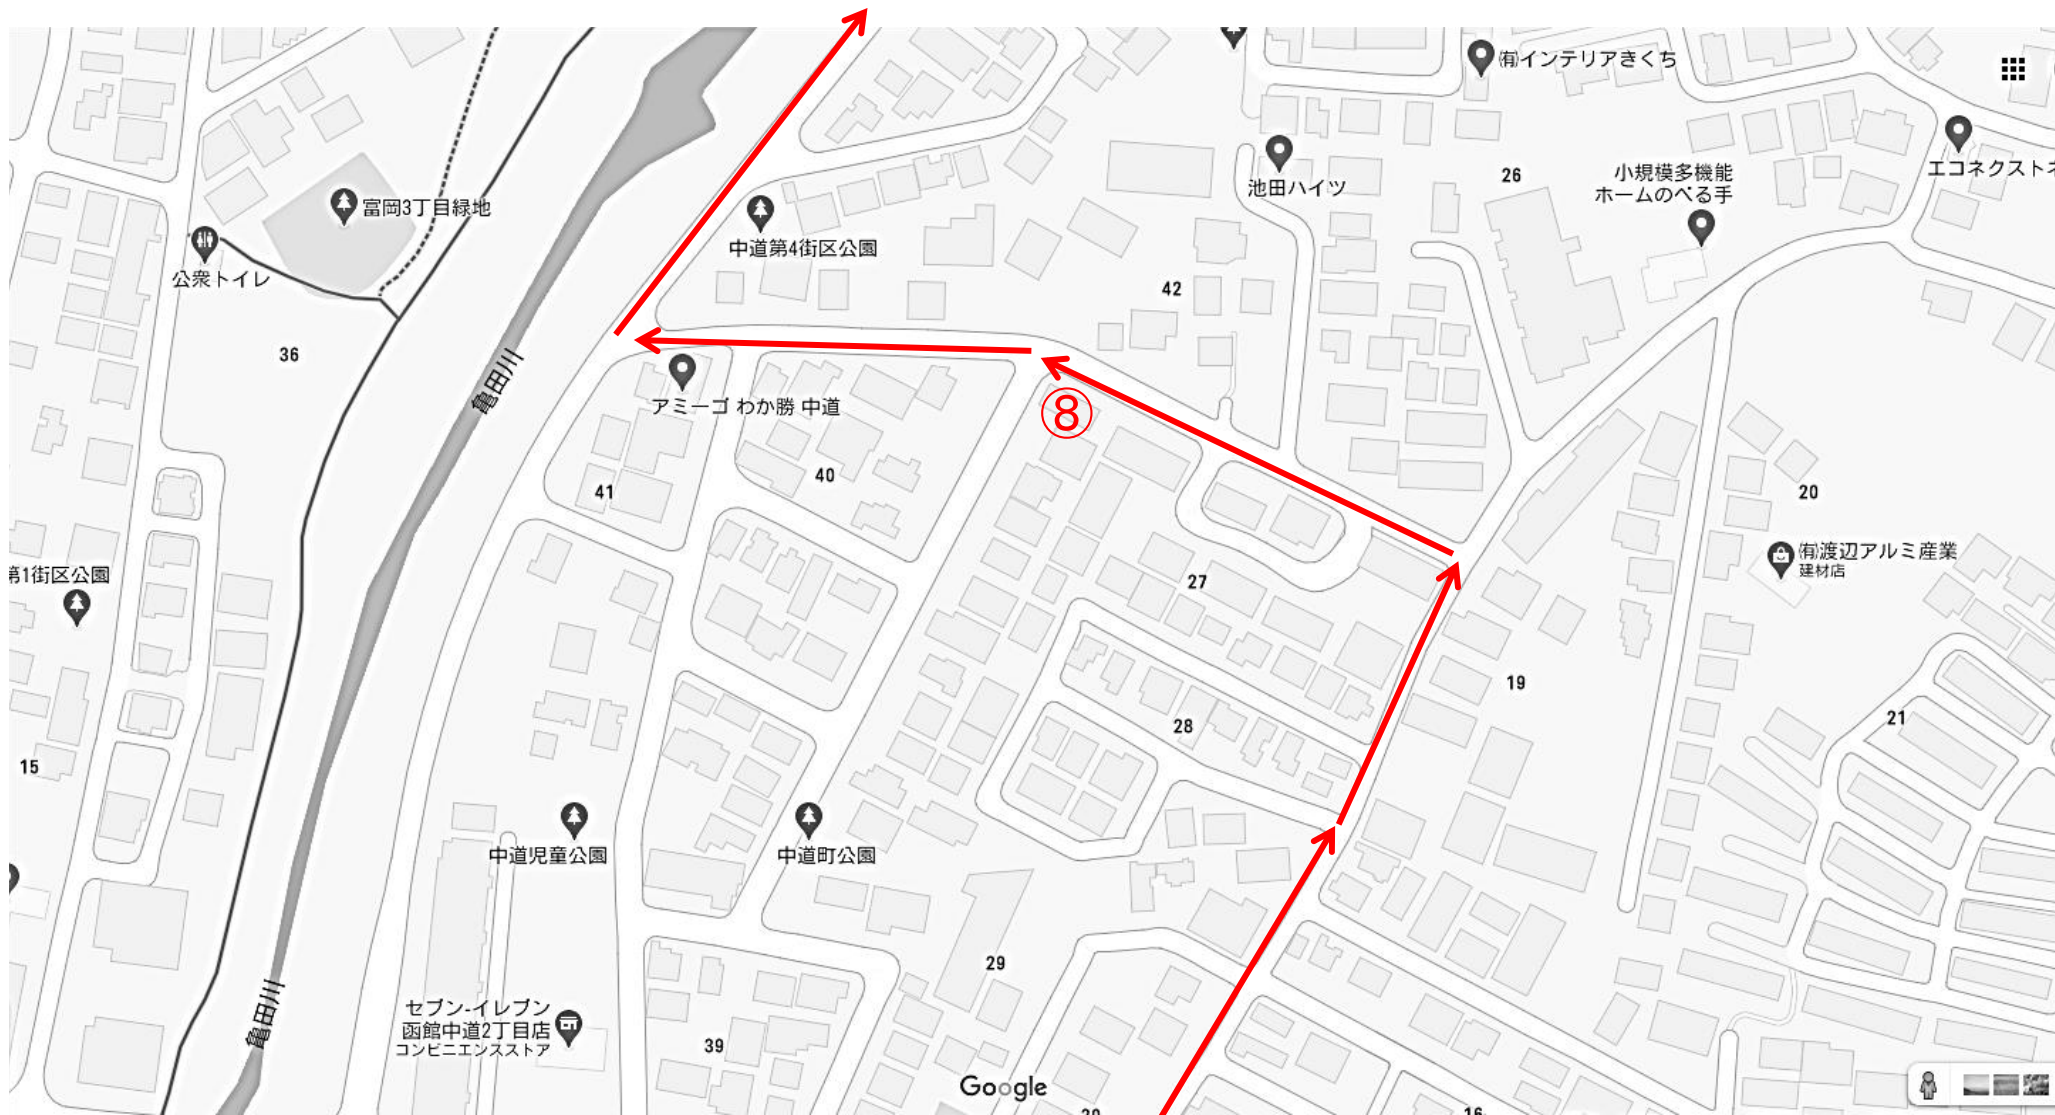 (有)インテリアきくち
エコネクストネ
池田ハイツ
26
小規模多機能
ホームのべる手
富岡3丁目緑地
公衆トイレ
中道第4街区公園
42
36
亀田川
アミーゴ わか勝 中道
⑧
40
41
20
(有)渡辺アルミ産業
建材店
第1街区公園
27
19
28
21
15
中道児童公園
中道町公園
29
亀田川
セブン-イレブン
函館中道2丁目店
コンビニエンスストア
39
Google
16